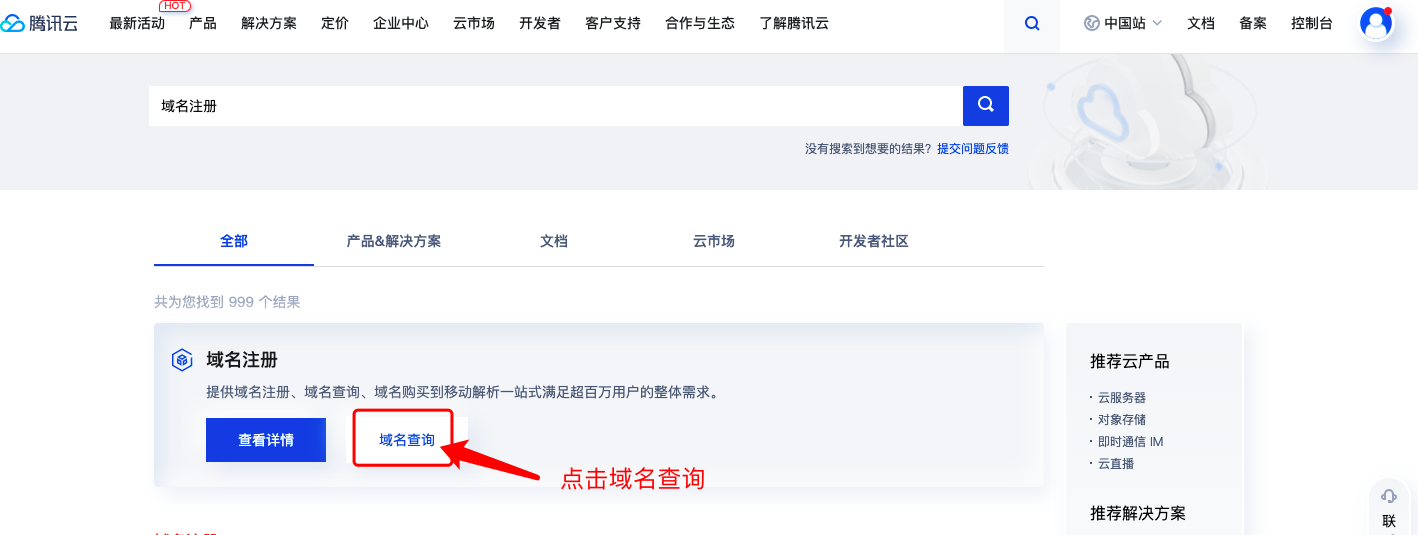 HOT
腾讯云 最新活动 产品 解决方案 定价 企业中心 云市场 开发者 客户支持 合作与生态 了解腾讯云 中国站 文档 备案 控制台
域名注册
没有搜索到想要的结果? 提交问题反馈
全部 产品&解决方案 文档 云市场 开发者社区
共为您找到 999 个结果
域名注册
提供域名注册、域名查询、域名购买到移动解析一站式满足超百万用户的整体需求。
查看详情 域名查询
点击域名查询
推荐云产品
· 云服务器
· 对象存储
· 即时通信 IM
· 云直播
推荐解决方案
联